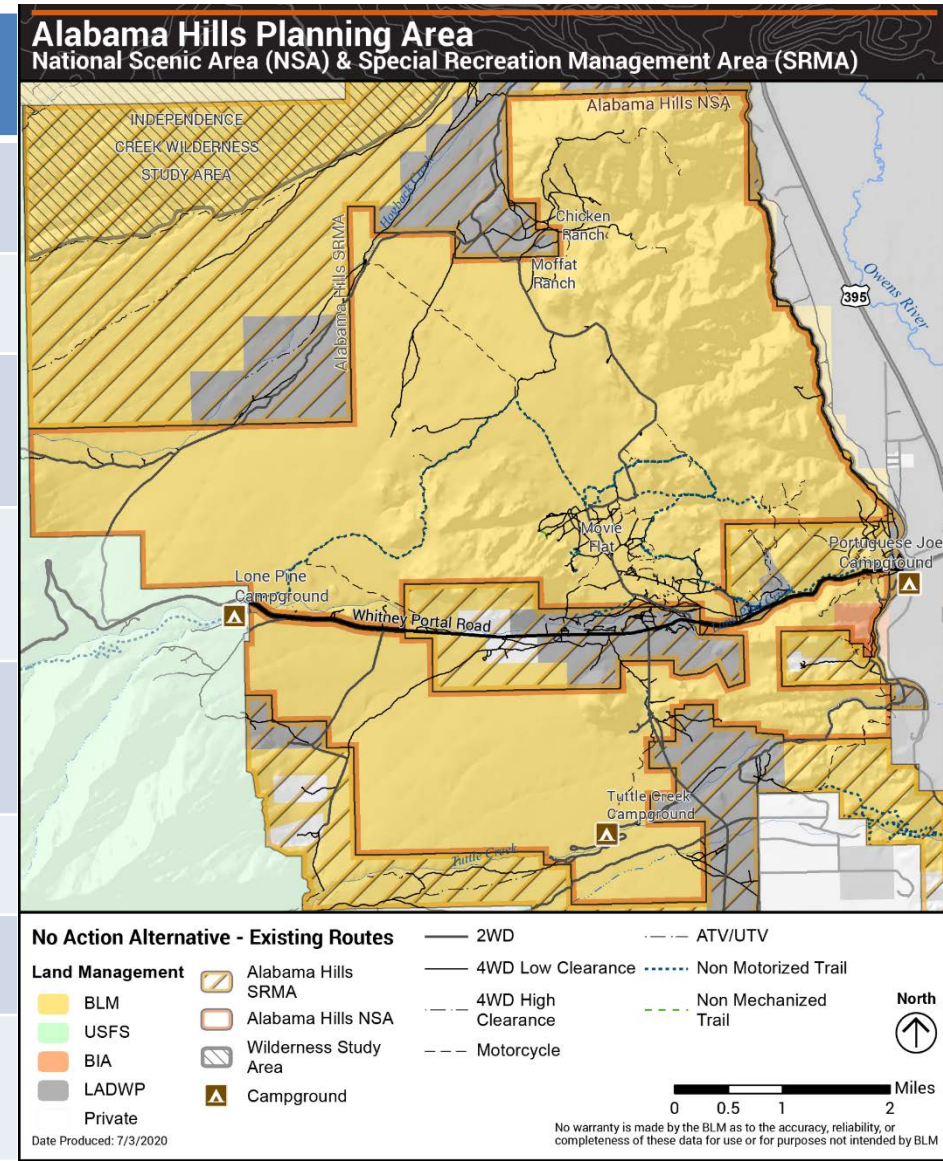 Alabama Hills Planning Area
National Scenic Area (NSA) & Special Recreation Management Area (SRMA)
INDEPENDENCE
CREEK WILDERNESS
STUDY AREA
Alabama Hills NSA
Hogback Creek
Alabama Hills SRMA
Chicken
Ranch
Moffat
Ranch
395
Owens River
Movie
Flat
Portuguese Joe
Campground
Lone Pine
Campground
Whitney Portal Road
Tuttle Creek
Campground
Tuttle Creek
No Action Alternative - Existing Routes
Land Management
BLM
USFS
BIA
LADWP
Private
Alabama Hills
SRMA
Alabama Hills NSA
Wilderness Study
Area
Campground
2WD
4WD Low Clearance
4WD High
Clearance
Motorcycle
ATV/UTV
Non Motorized Trail
Non Mechanized
Trail
North
Miles
0 0.5 1 2
Date Produced: 7/3/2020
No warranty is made by the BLM as to the accuracy, reliability, or
completeness of these data for use or for purposes not intended by BLM